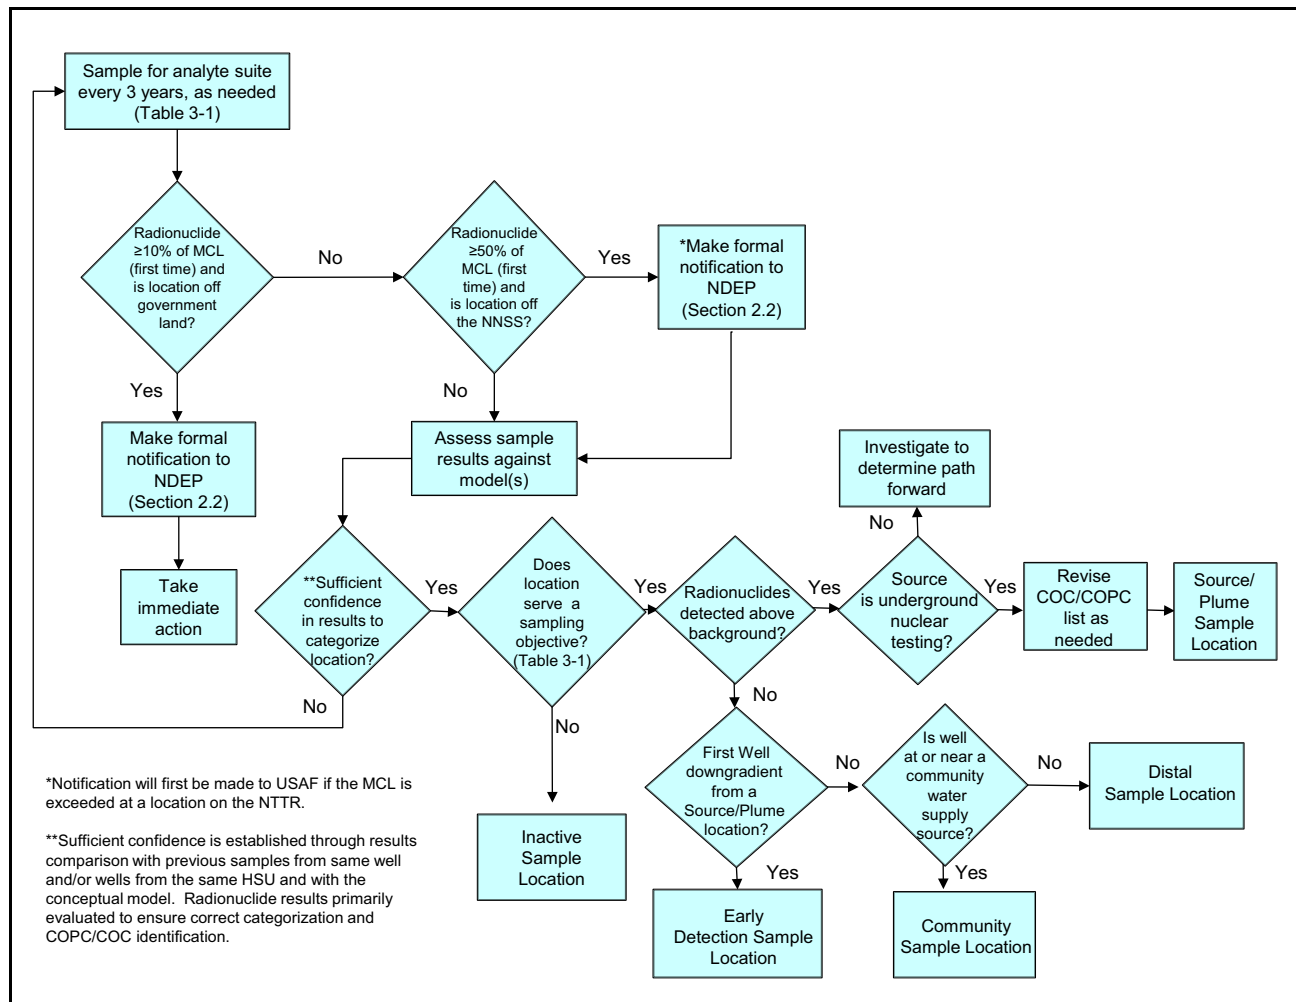 Sample for analyte suite
every 3 years, as needed
(Table 3-1)
Radionuclide
≥10% of MCL
(first time) and
is location off
government
land?
No
Radionuclide
≥50% of
MCL (first
time) and
is location off
the NNSS?
Yes
*Make formal
notification to
NDEP
(Section 2.2)
Yes
No
Make formal
notification to
NDEP
(Section 2.2)
Assess sample
results against
model(s)
Investigate to
determine path
forward
No
Take
immediate
action
**Sufficient
confidence
in results to
categorize
location?
Yes
Does
location
serve a
sampling
objective?
(Table 3-1)
Yes
Radionuclides
detected above
background?
Yes
Source
is underground
nuclear
testing?
Yes
Revise
COC/COPC
list as
needed
Source/
Plume
Sample
Location
No
No
No
First Well
downgradient
from a
Source/Plume
location?
No
Is well
at or near a
community
water
supply
source?
No
Distal
Sample Location
*Notification will first be made to USAF if the MCL is
exceeded at a location on the NTTR.
**Sufficient confidence is established through results
comparison with previous samples from same well
and/or wells from the same HSU and with the
conceptual model.  Radionuclide results primarily
evaluated to ensure correct categorization and
COPC/COC identification.
Inactive
Sample
Location
Yes
Yes
Early
Detection Sample
Location
Community
Sample Location